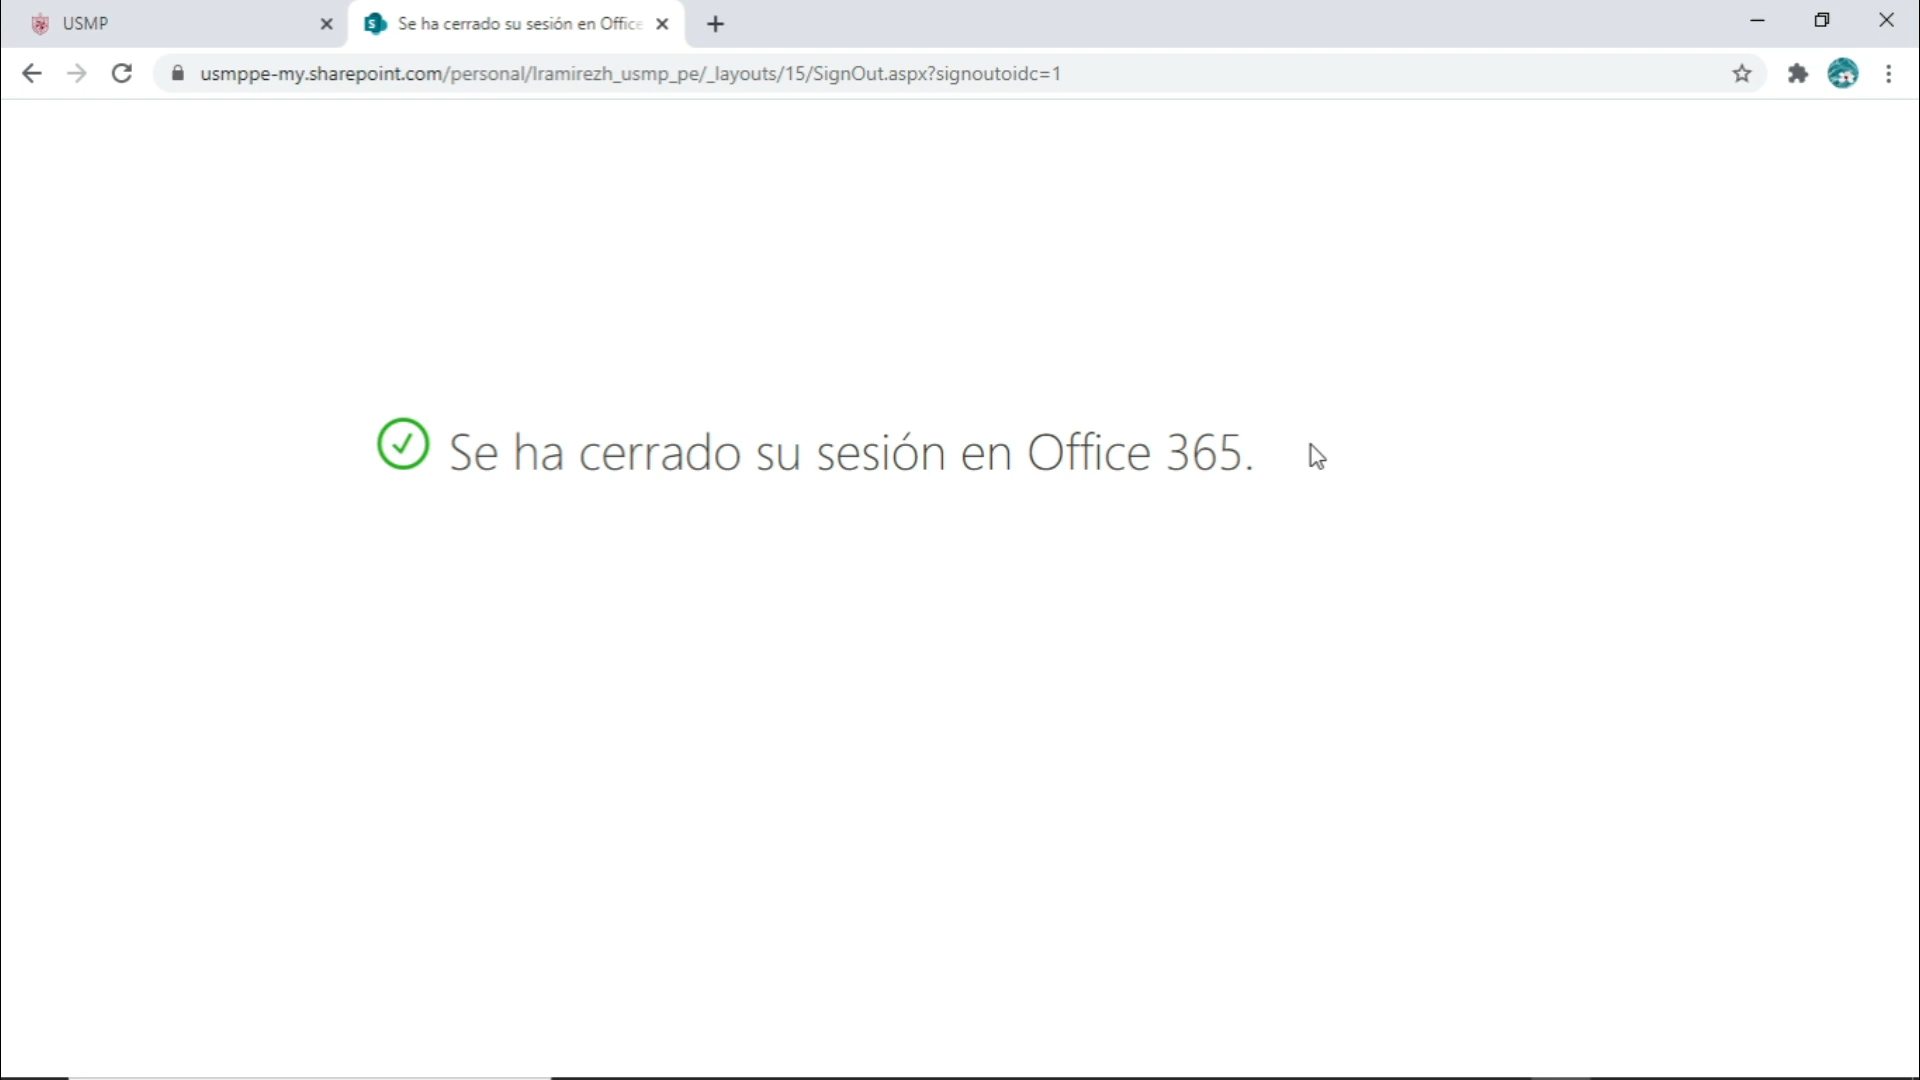 USMP
Se ha cerrado su sesión en Office
usmppe-my.sharepoint.com/personal/lramirezh_usmp_pe/_layouts/15/SignOut.aspx?signoutoidc=1
Se ha cerrado su sesión en Office 365.